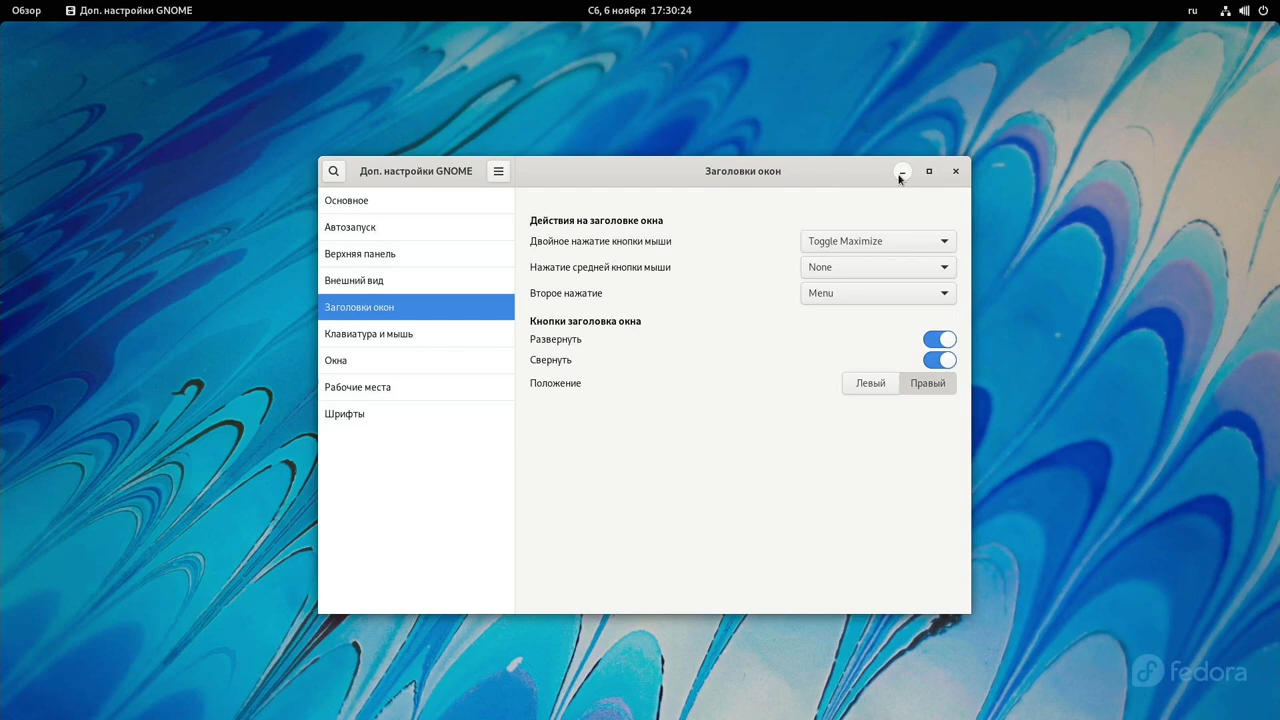 Обзор Доп. настройки GNOME Сб, 6 ноября 17:30:24 ru
Доп. настройки GNOME Заголовки окон
Основное
Автозапуск
Верхняя панель
Внешний вид
Заголовки окон
Клавиатура и мышь
Окна
Рабочие места
Шрифты
Действия на заголовке окна
Двойное нажатие кнопки мыши Toggle Maximize
Нажатие средней кнопки мыши None
Второе нажатие Menu
Кнопки заголовка окна
Развернуть
Свернуть
Положение Левый Правый
fedora